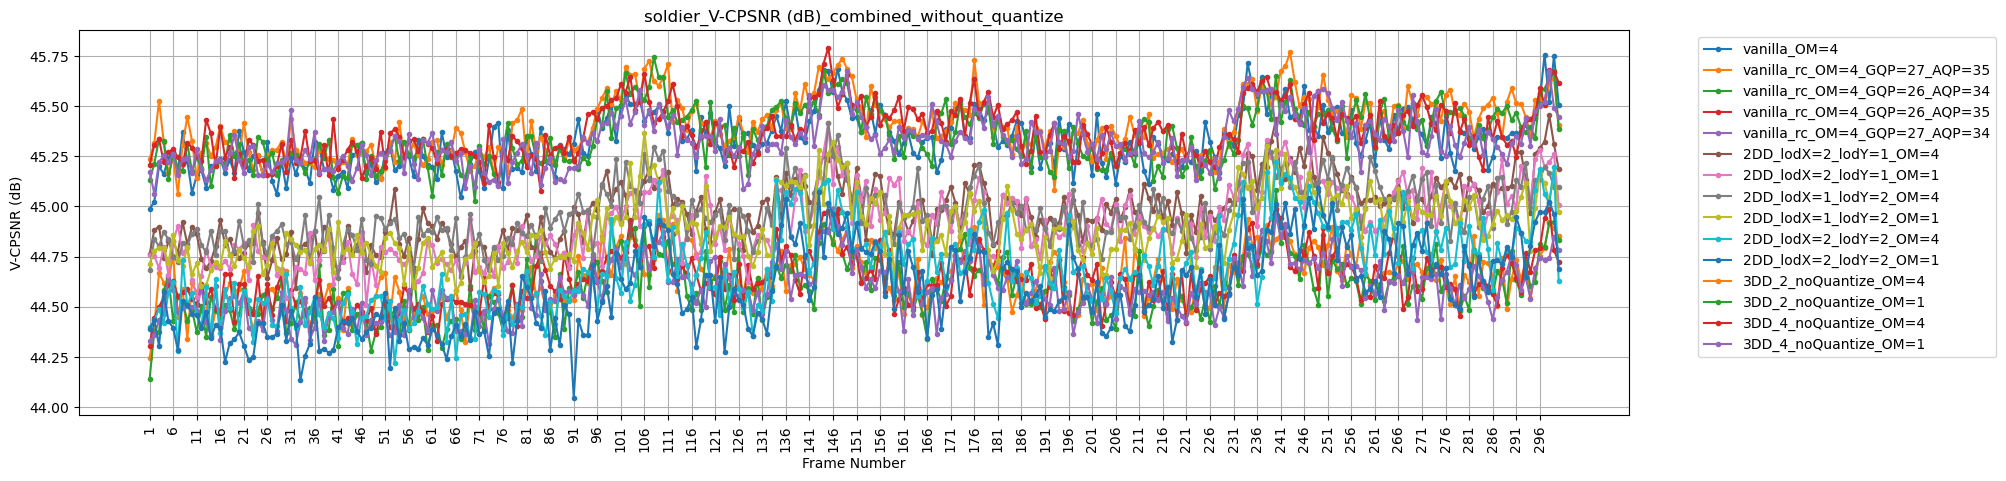 soldier_V-CPSNR (dB)_combined_without_quantize
V-CPSNR (dB)
45.75
45.50
45.25
45.00
44.75
44.50
44.25
44.00
1 6 11 16 21 26 31 36 41 46 51 56 61 66 71 76 81 86 91 96 101 106 111 116 121 126 131 136 141 146 151 156 161 166 171 176 181 186 191 196 201 206 211 216 221 226 231 236 241 246 251 256 261 266 271 276 281 286 291 296
Frame Number
vanilla_OM=4
vanilla_rc_OM=4_GQP=27_AQP=35
vanilla_rc_OM=4_GQP=26_AQP=34
vanilla_rc_OM=4_GQP=26_AQP=35
vanilla_rc_OM=4_GQP=27_AQP=34
2DD_lodX=2_lodY=1_OM=4
2DD_lodX=2_lodY=1_OM=1
2DD_lodX=1_lodY=2_OM=4
2DD_lodX=1_lodY=2_OM=1
2DD_lodX=2_lodY=2_OM=4
2DD_lodX=2_lodY=2_OM=1
3DD_2_noQuantize_OM=4
3DD_2_noQuantize_OM=1
3DD_4_noQuantize_OM=4
3DD_4_noQuantize_OM=1